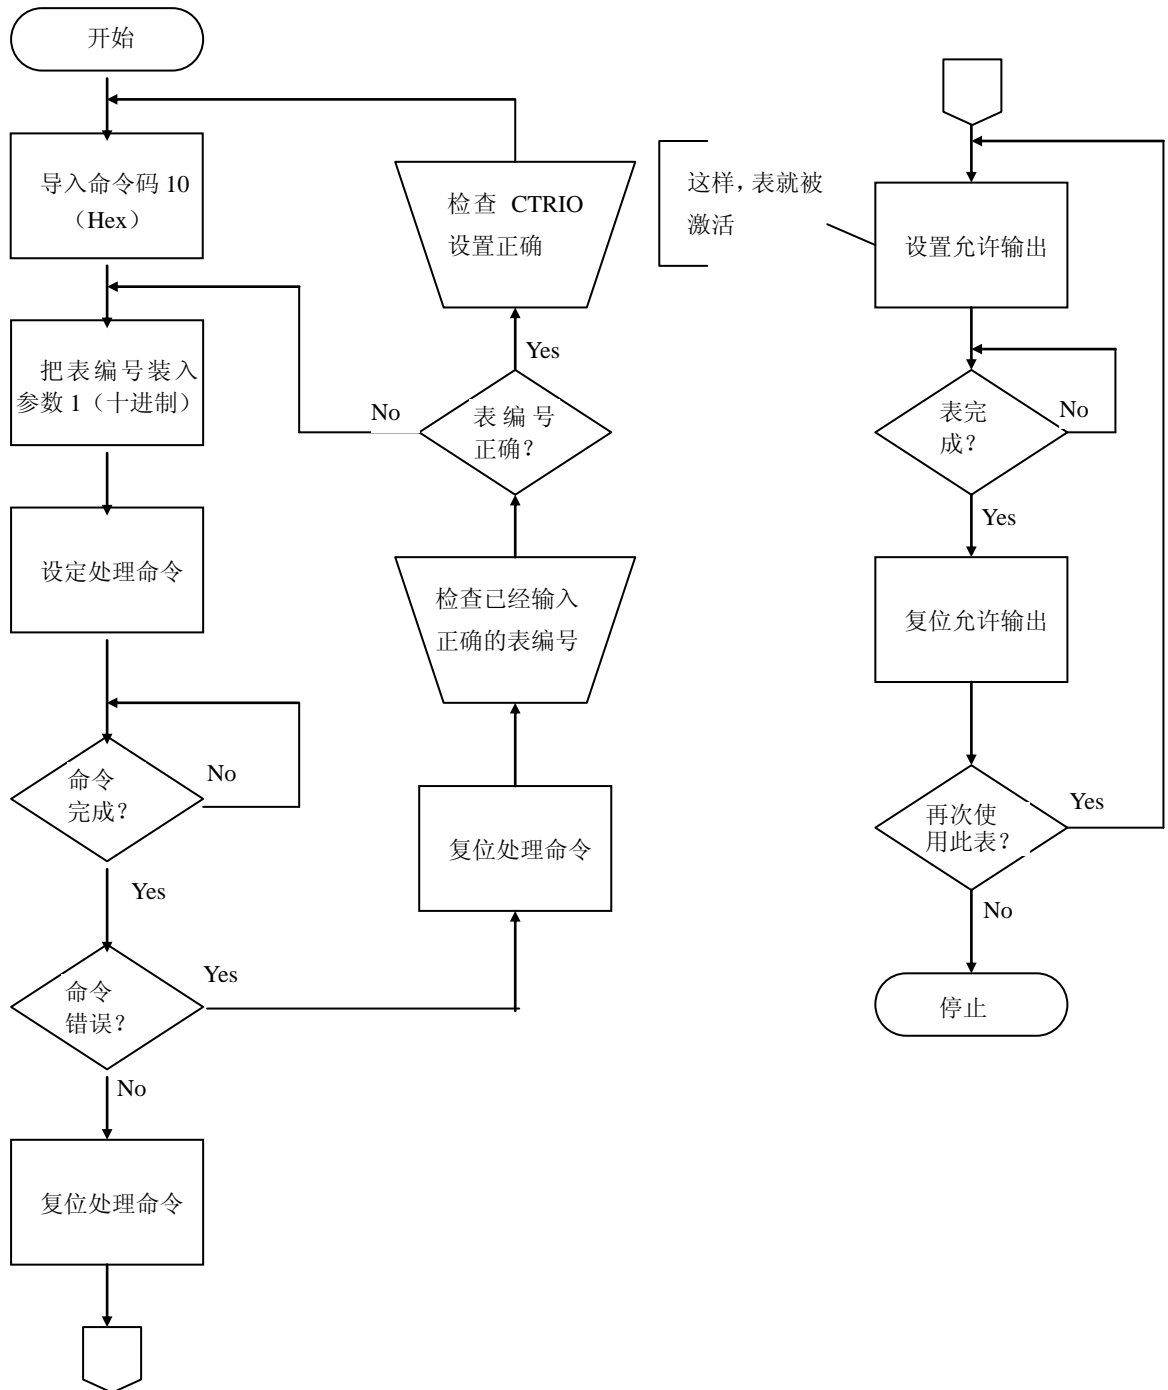 开始
导入命令码 10
（Hex）
把表编号装入
参数 1（十进制）
设定处理命令
命令
完成？
No
Yes
命令
错误？
Yes
No
复位处理命令
检查 CTRIO
设置正确
Yes
表编号
正确？
No
检查已经输入
正确的表编号
复位处理命令
这样，表就被
激活
设置允许输出
表完
成？
No
Yes
复位允许输出
再次使
用此表？
Yes
No
停止